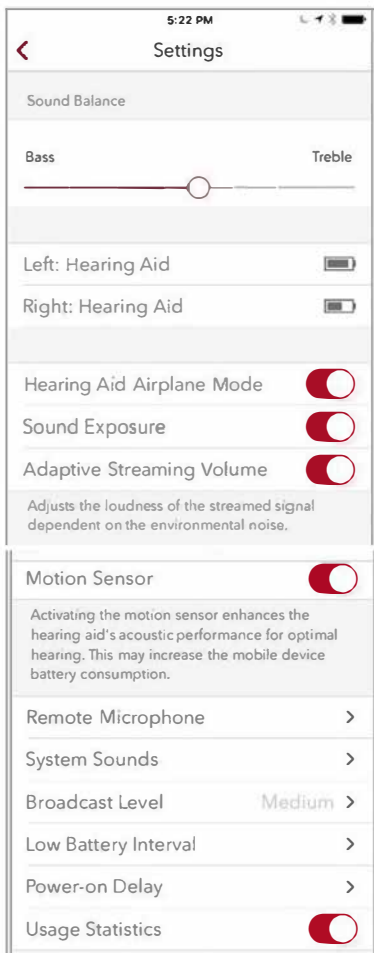 5:22 PM
Settings
Sound Balance
Bass Treble
Left: Hearing Aid
Right: Hearing Aid
Hearing Aid Airplane Mode
Sound Exposure
Adaptive Streaming Volume
Adjusts the loudness of the streamed signal
dependent on the environmental noise.
Motion Sensor
Activating the motion sensor enhances the
hearing aid's acoustic performance for optimal
hearing. This may increase the mobile device
battery consumption.
Remote Microphone
System Sounds
Broadcast Level Medium
Low Battery Interval
Power-on Delay
Usage Statistics